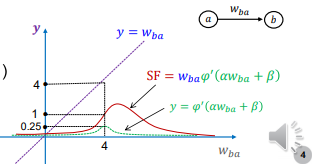 w_ba
a
b
y
y = w_ba
)
SF = w_baφ′(αw_ba + β)
4
y = φ′(αw_ba + β)
1
0.25
4
w_ba
4